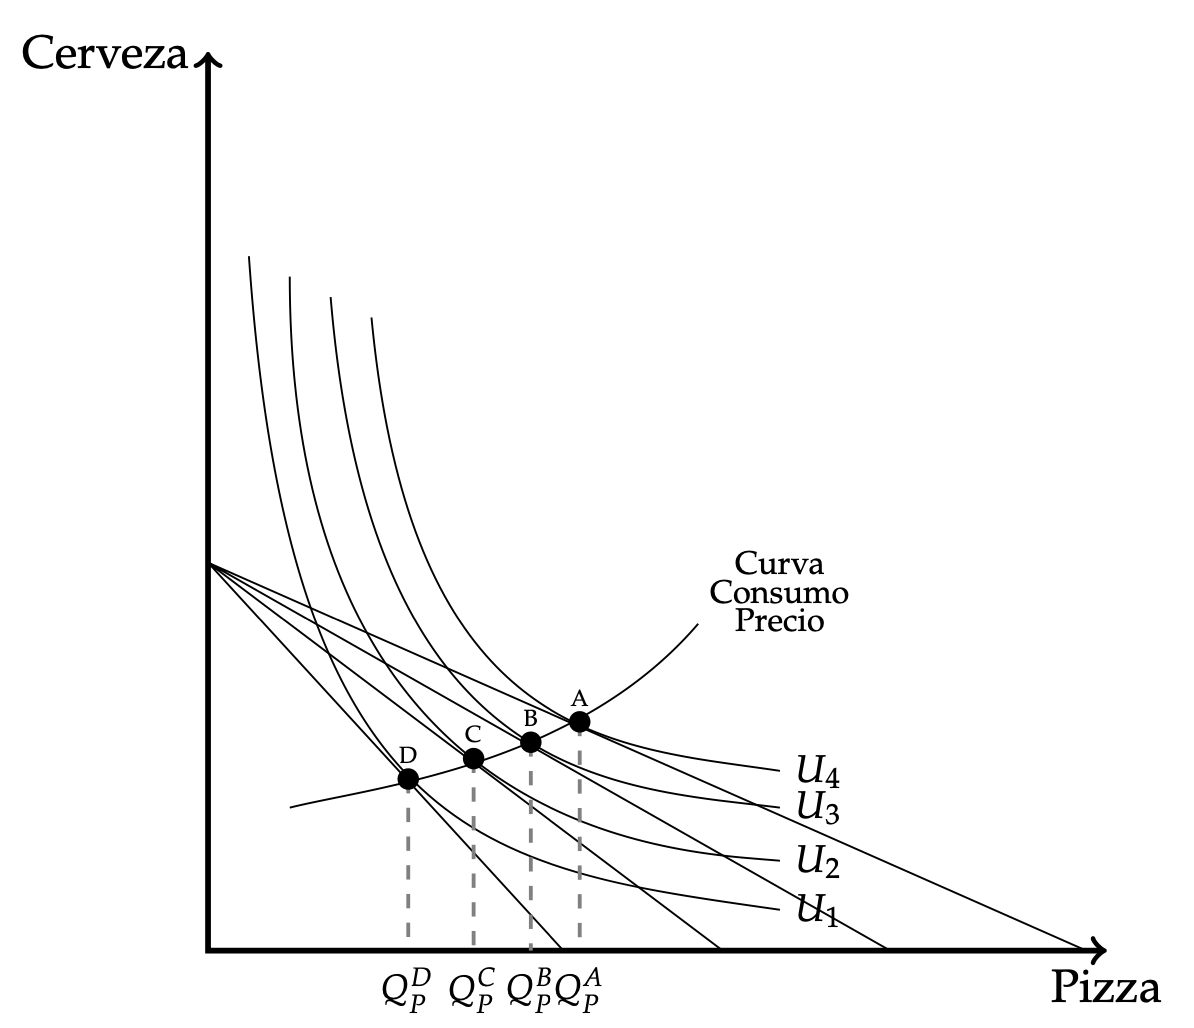 Cerveza
Curva
Consumo
Precio
A
B
C
D
U₄
U₃
U₂
U₁
Q_P^D Q_P^C Q_P^B Q_P^A
Pizza